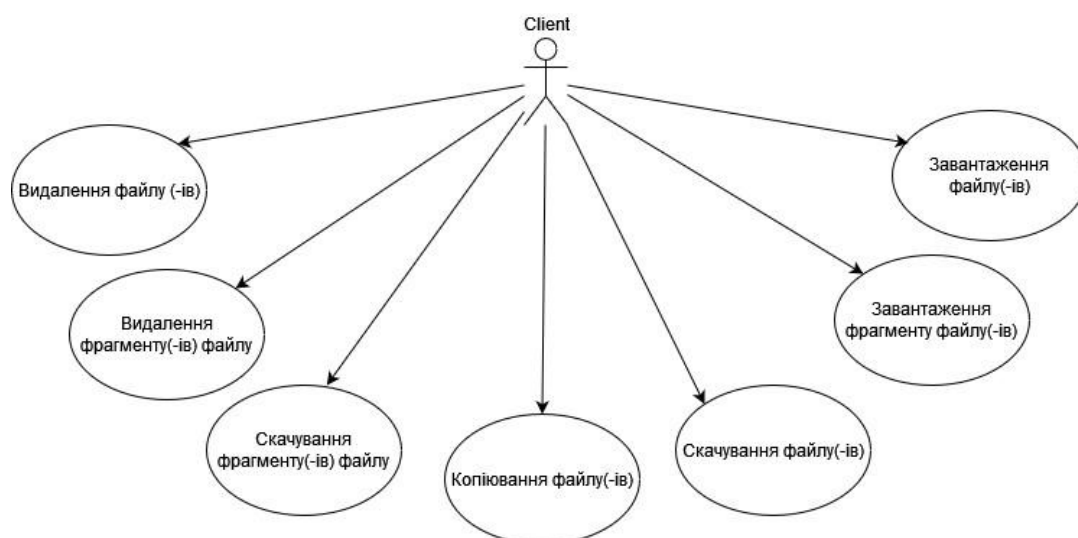 Client
Видалення файлу (-ів)
Завантаження
файлу(-ів)
Видалення
фрагменту(-ів) файлу
Завантаження
фрагменту файлу(-ів)
Скачування
фрагменту(-ів) файлу
Копіювання файлу(-ів)
Скачування файлу(-ів)